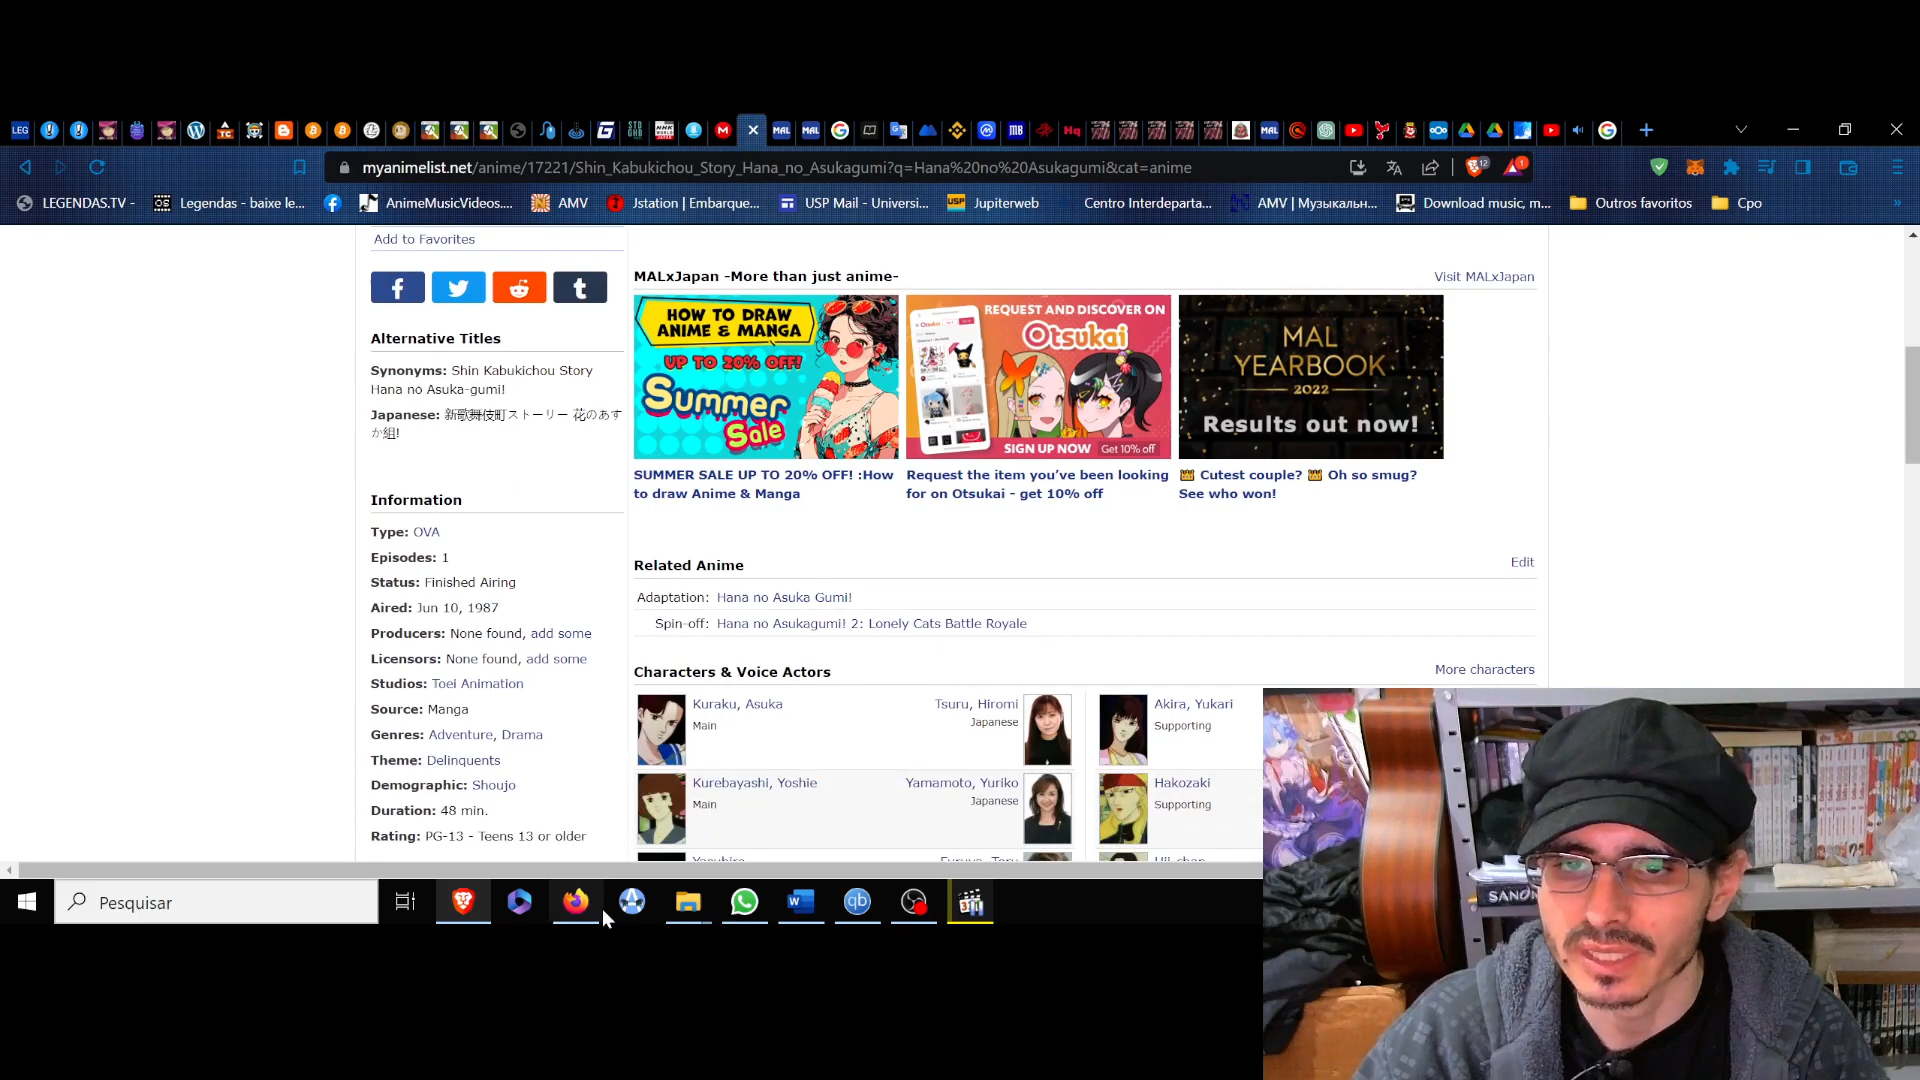 myanimelist.net/anime/17221/Shin_Kabukichou_Story_Hana_no_Asukagumi?q=Hana%20no%20Asukagumi&cat=anime
12
1
LEGENDAS.TV -
Legendas - baixe le...
AnimeMusicVideos....
AMV
Jstation | Embarque...
USP Mail - Universi...
Jupiterweb
Centro Interdeparta...
AMV | Музыкальн...
Download music, m...
Outros favoritos
Cpo
»
Add to Favorites
Alternative Titles
Synonyms: Shin Kabukichou Story
Hana no Asuka-gumi!
Japanese: 新歌舞伎町ストーリー 花のあす
か組!
Information
Type: OVA
Episodes: 1
Status: Finished Airing
Aired: Jun 10, 1987
Producers: None found, add some
Licensors: None found, add some
Studios: Toei Animation
Source: Manga
Genres: Adventure, Drama
Theme: Delinquents
Demographic: Shoujo
Duration: 48 min.
Rating: PG-13 - Teens 13 or older
MALxJapan -More than just anime-
Visit MALxJapan
HOW TO DRAW
ANIME & MANGA
UP TO 20% OFF!
Summer
Sale
REQUEST AND DISCOVER ON
Otsukai
SIGN UP NOW
Get 10% off
MAL
YEARBOOK
2022
Results out now!
SUMMER SALE UP TO 20% OFF! :How
to draw Anime & Manga
Request the item you've been looking
for on Otsukai - get 10% off
👑 Cutest couple? 👑 Oh so smug?
See who won!
Related Anime
Edit
Adaptation: Hana no Asuka Gumi!
Spin-off: Hana no Asukagumi! 2: Lonely Cats Battle Royale
Characters & Voice Actors
More characters
Kuraku, Asuka
Main
Tsuru, Hiromi
Japanese
Akira, Yukari
Supporting
Kurebayashi, Yoshie
Main
Yamamoto, Yuriko
Japanese
Hakozaki
Supporting
Pesquisar